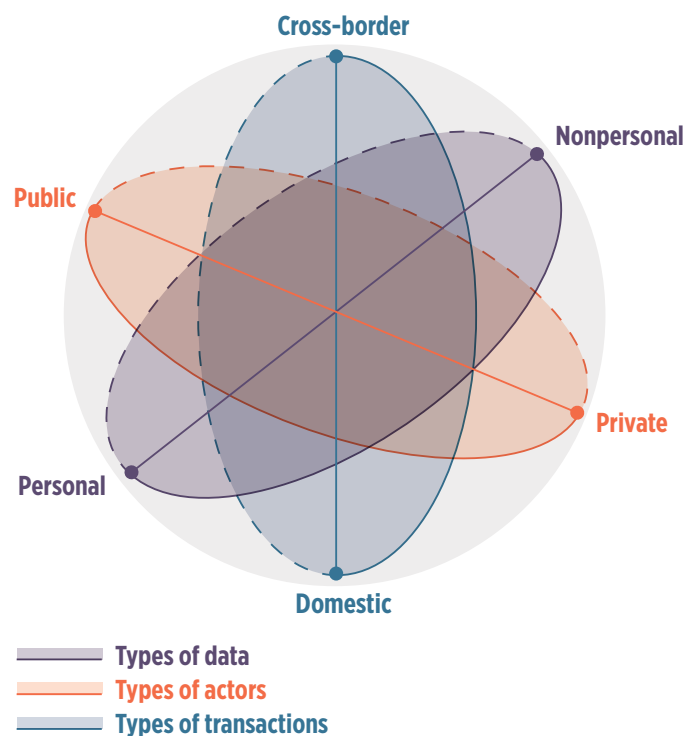 Cross-border
Nonpersonal
Public
Private
Personal
Domestic
Types of data
Types of actors
Types of transactions